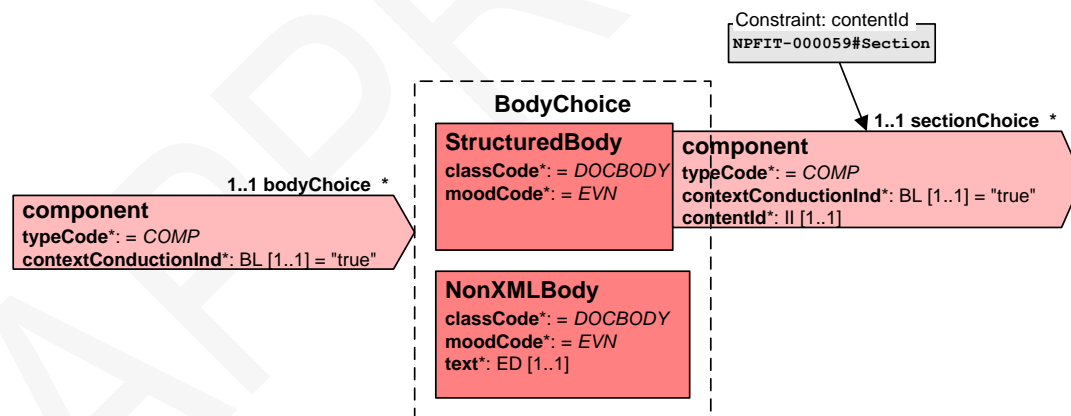 Constraint: contentId
NPFIT-000059#Section
BodyChoice
1..1 sectionChoice *
StructuredBody
classCode*: = DOCBODY
moodCode*: = EVN
component
typeCode*: = COMP
contextConductionInd*: BL [1..1] = "true"
contentId*: II [1..1]
1..1 bodyChoice *
component
typeCode*: = COMP
contextConductionInd*: BL [1..1] = "true"
NonXMLBody
classCode*: = DOCBODY
moodCode*: = EVN
text*: ED [1..1]